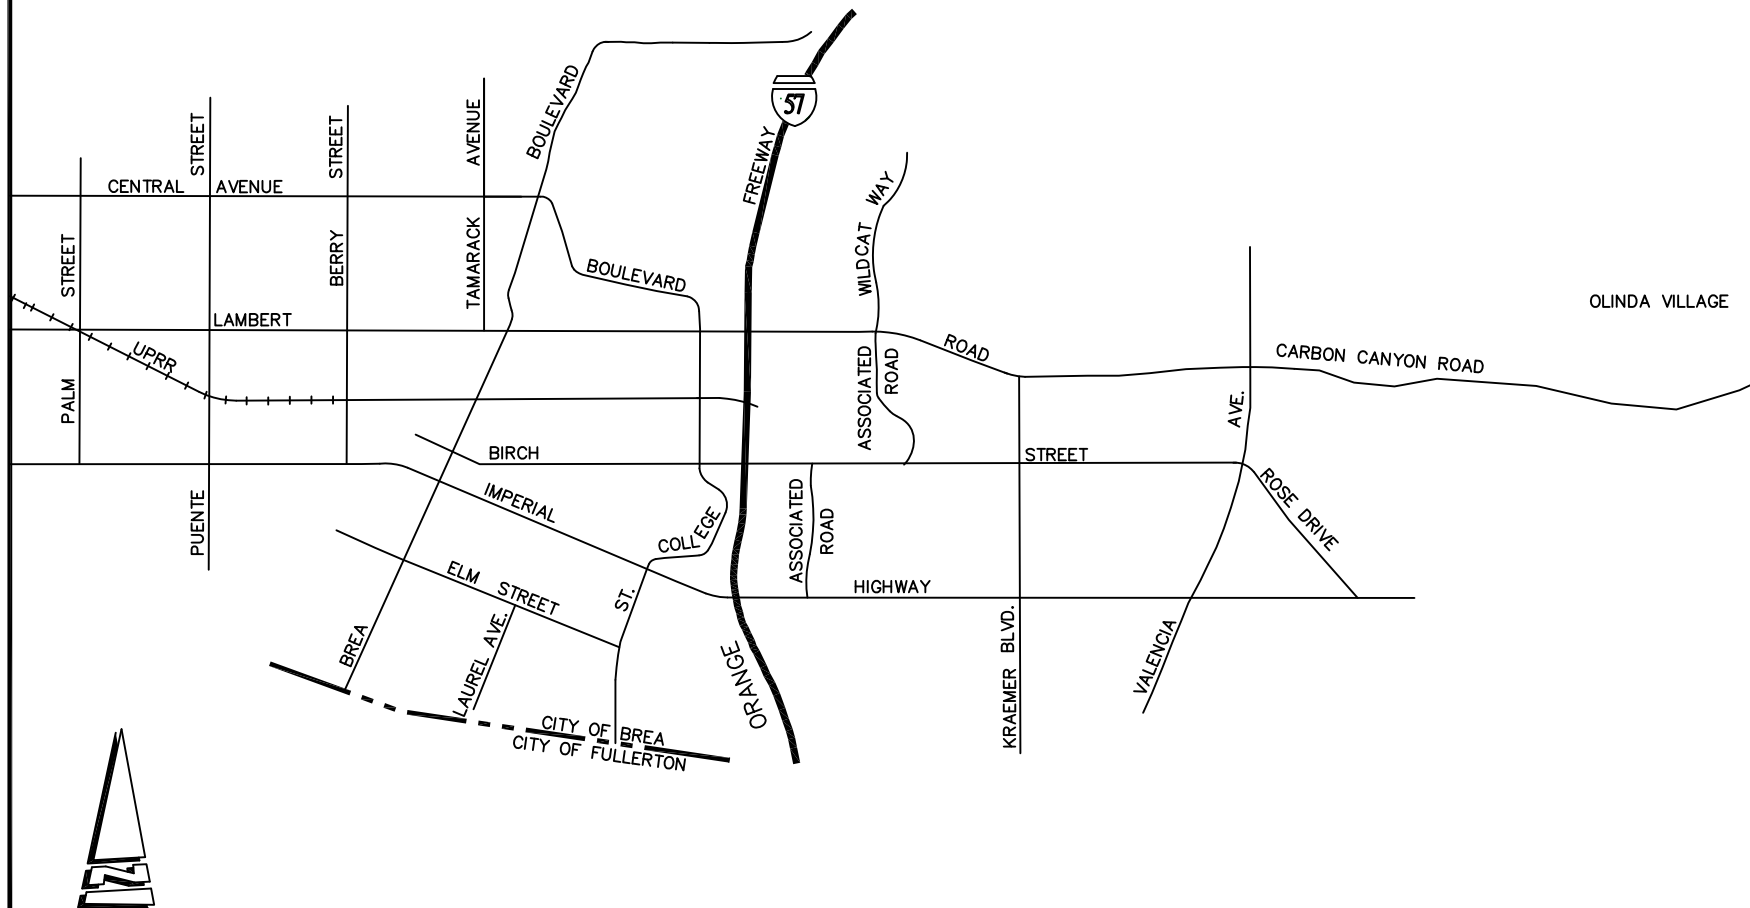 BOULEVARD
57
FREEWAY
STREET
STREET
AVENUE
CENTRAL AVENUE
WILDCAT WAY
STREET
BERRY
TAMARACK
BOULEVARD
OLINDA VILLAGE
LAMBERT
ROAD
UPRR
ASSOCIATED
ROAD
CARBON CANYON ROAD
PALM
AVE.
BIRCH
STREET
IMPERIAL
PUENTE
ASSOCIATED
ROAD
ROSE DRIVE
COLLEGE
ELM STREET
ST.
HIGHWAY
BREA
LAUREL AVE.
ORANGE
KRAEMER BLVD.
VALENCIA
CITY OF BREA
CITY OF FULLERTON
N